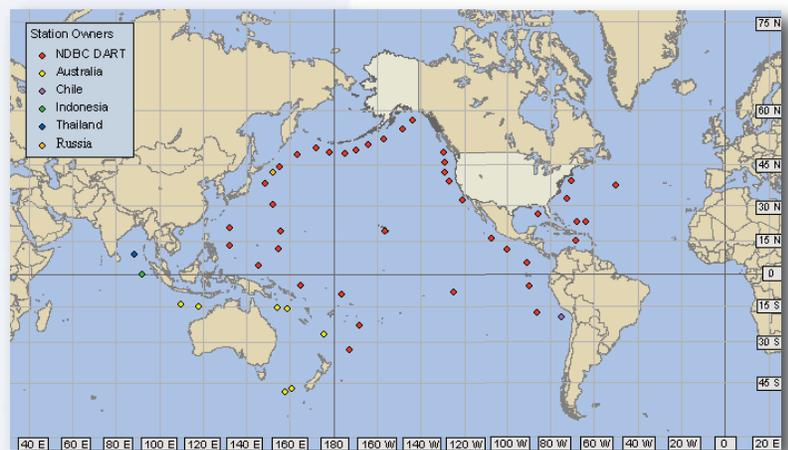 Station Owners
NDBC DART
Australia
Chile
Indonesia
Thailand
Russia
75 N
60 N
45 N
30 N
15 N
0
15 S
30 S
45 S
40 E 60 E 80 E 100 E 120 E 140 E 160 E 180 160 W 140 W 120 W 100 W 80 W 60 W 40 W 20 W 0 20 E